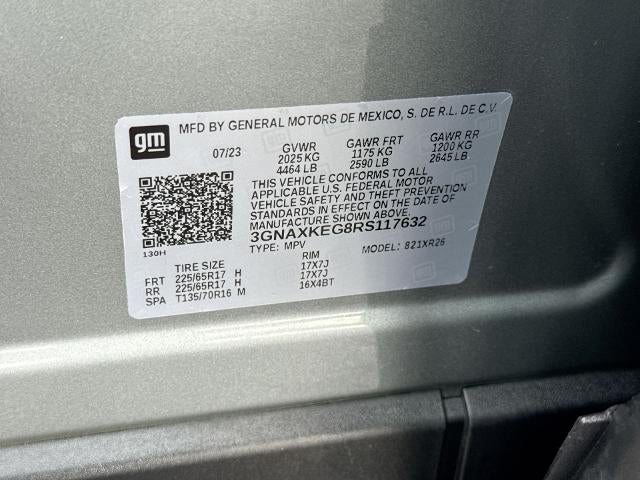 gm
MFD BY GENERAL MOTORS DE MEXICO, S. DE R.L. DE C.V.
07/23 GVWR GAWR FRT GAWR RR
2025 KG 1175 KG 1200 KG
4464 LB 2590 LB 2645 LB
THIS VEHICLE CONFORMS TO ALL
APPLICABLE U.S. FEDERAL MOTOR
VEHICLE SAFETY AND THEFT PREVENTION
STANDARDS IN EFFECT ON THE DATE OF
MANUFACTURE SHOWN ABOVE.
3GNAXKEG8RS117632
130H TYPE: MPV MODEL: 821XR26
TIRE SIZE RIM
FRT 225/65R17 H 17X7J
RR 225/65R17 H 17X7J
SPA T135/70R16 M 16X4BT